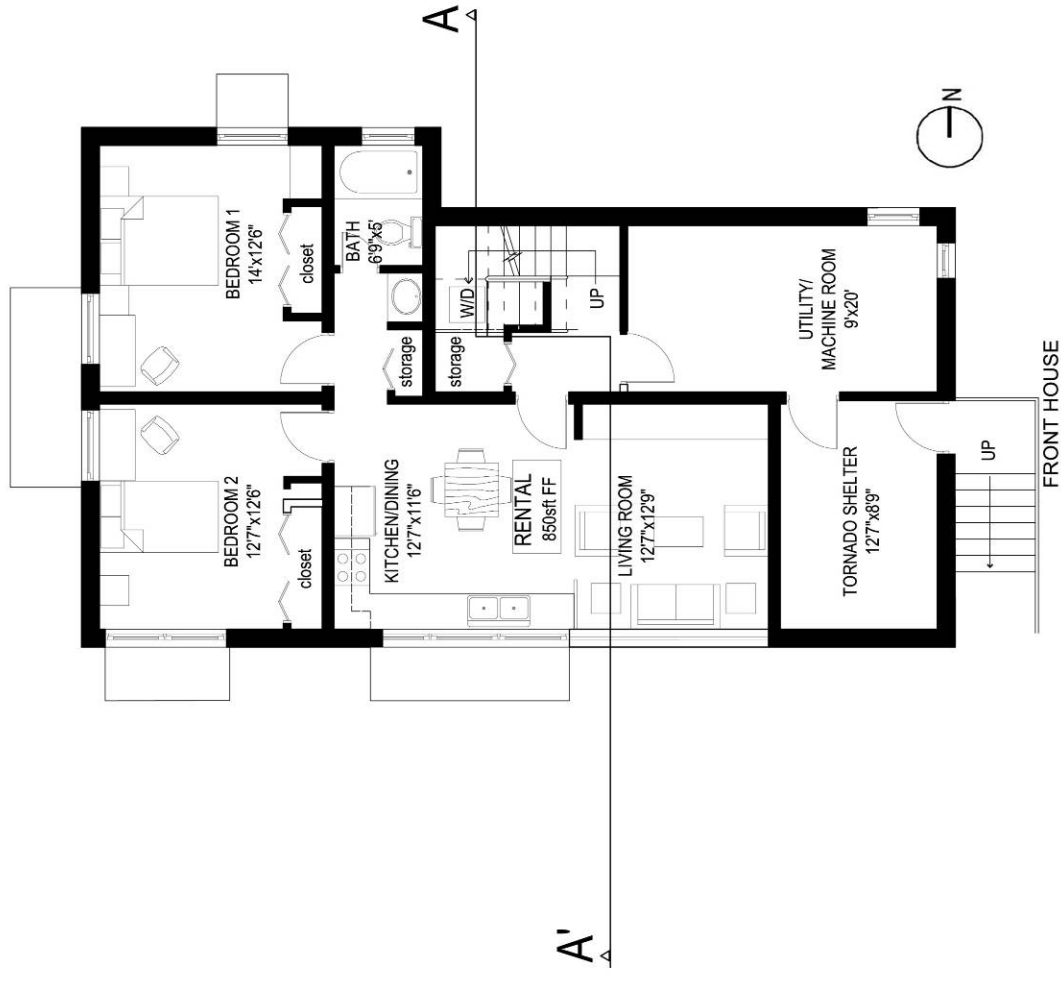 A
N
BEDROOM 1
14'x12'6"
closet
BATH
6'9"x5'
BEDROOM 2
12'7"x12'6"
closet
storage
storage
W/D
UP
KITCHEN/DINING
12'7"x11'6"
RENTAL
850sft FF
LIVING ROOM
12'7"x12'9"
UTILITY/
MACHINE ROOM
9'x20'
TORNADO SHELTER
12'7"x8'9"
UP
FRONT HOUSE
A'